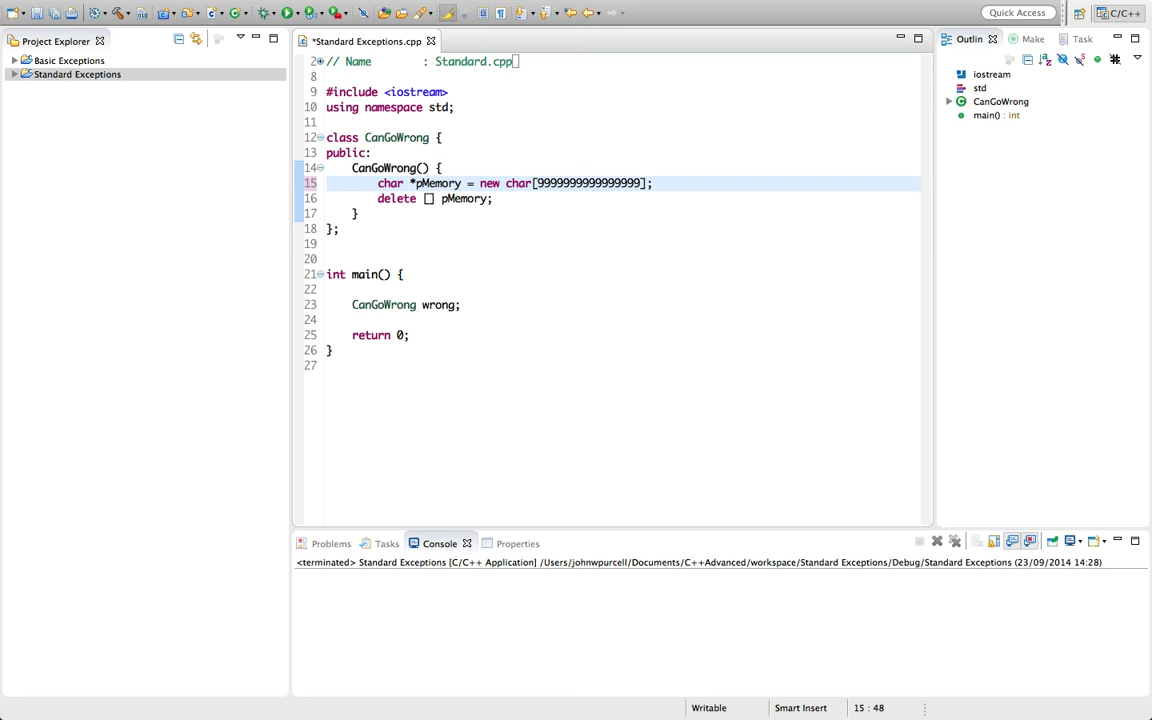 Quick Access
C/C++
Project Explorer
Basic Exceptions
Standard Exceptions
*Standard Exceptions.cpp
2 // Name : Standard.cpp
8
9 #include <iostream>
10 using namespace std;
11
12 class CanGoWrong {
13 public:
14 CanGoWrong() {
15 char *pMemory = new char[9999999999999999];
16 delete [] pMemory;
17 }
18 };
19
20
21 int main() {
22
23 CanGoWrong wrong;
24
25 return 0;
26 }
27
Outlin
Make
Task
iostream
std
CanGoWrong
main() : int
Problems
Tasks
Console
Properties
<terminated> Standard Exceptions [C/C++ Application] /Users/johnwpurcell/Documents/C++Advanced/workspace/Standard Exceptions/Debug/Standard Exceptions (23/09/2014 14:28)
Writable
Smart Insert
15 : 48